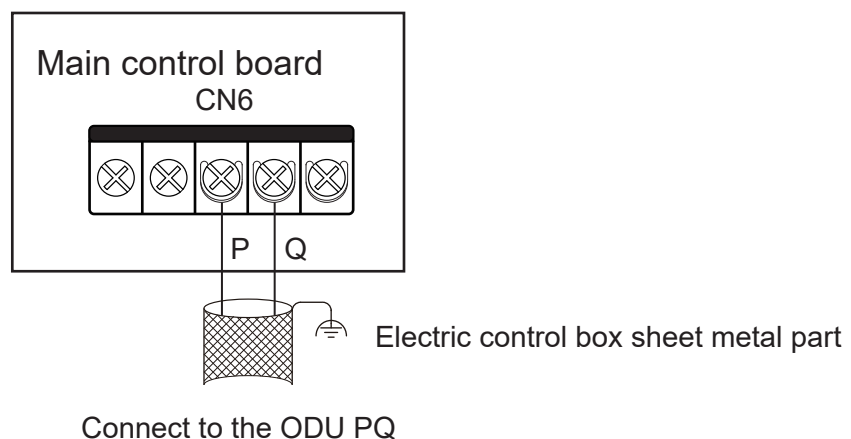 Main control board
CN6
P Q
Electric control box sheet metal part
Connect to the ODU PQ